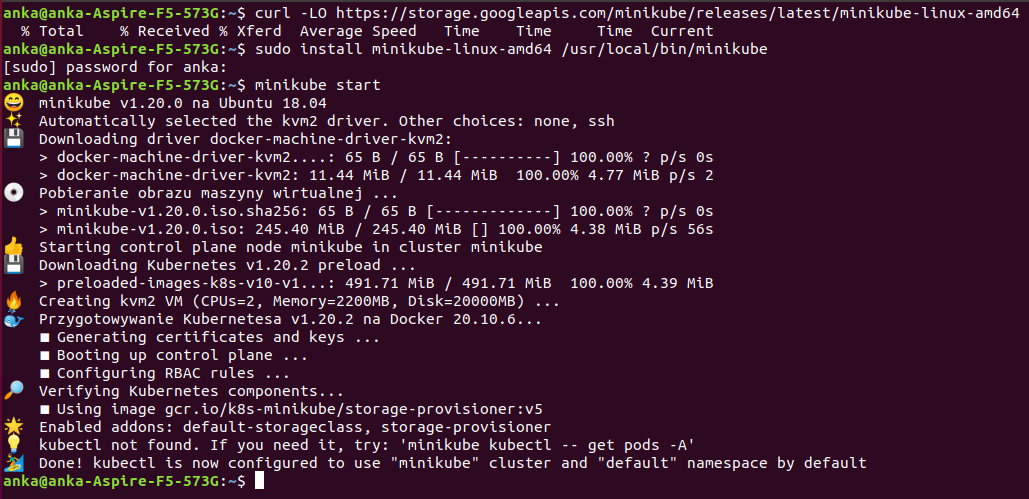 anka@anka-Aspire-F5-573G:~$ curl -LO https://storage.googleapis.com/minikube/releases/latest/minikube-linux-amd64
  % Total    % Received % Xferd  Average Speed   Time    Time     Time  Current
anka@anka-Aspire-F5-573G:~$ sudo install minikube-linux-amd64 /usr/local/bin/minikube
[sudo] password for anka:
anka@anka-Aspire-F5-573G:~$ minikube start
😄  minikube v1.20.0 na Ubuntu 18.04
✨  Automatically selected the kvm2 driver. Other choices: none, ssh
💾  Downloading driver docker-machine-driver-kvm2:
    > docker-machine-driver-kvm2....: 65 B / 65 B [----------] 100.00% ? p/s 0s
    > docker-machine-driver-kvm2: 11.44 MiB / 11.44 MiB  100.00% 4.77 MiB p/s 2
💿  Pobieranie obrazu maszyny wirtualnej ...
    > minikube-v1.20.0.iso.sha256: 65 B / 65 B [-------------] 100.00% ? p/s 0s
    > minikube-v1.20.0.iso: 245.40 MiB / 245.40 MiB [] 100.00% 4.38 MiB p/s 56s
👍  Starting control plane node minikube in cluster minikube
💾  Downloading Kubernetes v1.20.2 preload ...
    > preloaded-images-k8s-v10-v1...: 491.71 MiB / 491.71 MiB  100.00% 4.39 MiB
🔥  Creating kvm2 VM (CPUs=2, Memory=2200MB, Disk=20000MB) ...
🐳  Przygotowywanie Kubernetesa v1.20.2 na Docker 20.10.6...
    ▪ Generating certificates and keys ...
    ▪ Booting up control plane ...
    ▪ Configuring RBAC rules ...
🔎  Verifying Kubernetes components...
    ▪ Using image gcr.io/k8s-minikube/storage-provisioner:v5
🌟  Enabled addons: default-storageclass, storage-provisioner
💡  kubectl not found. If you need it, try: 'minikube kubectl -- get pods -A'
🏄  Done! kubectl is now configured to use "minikube" cluster and "default" namespace by default
anka@anka-Aspire-F5-573G:~$